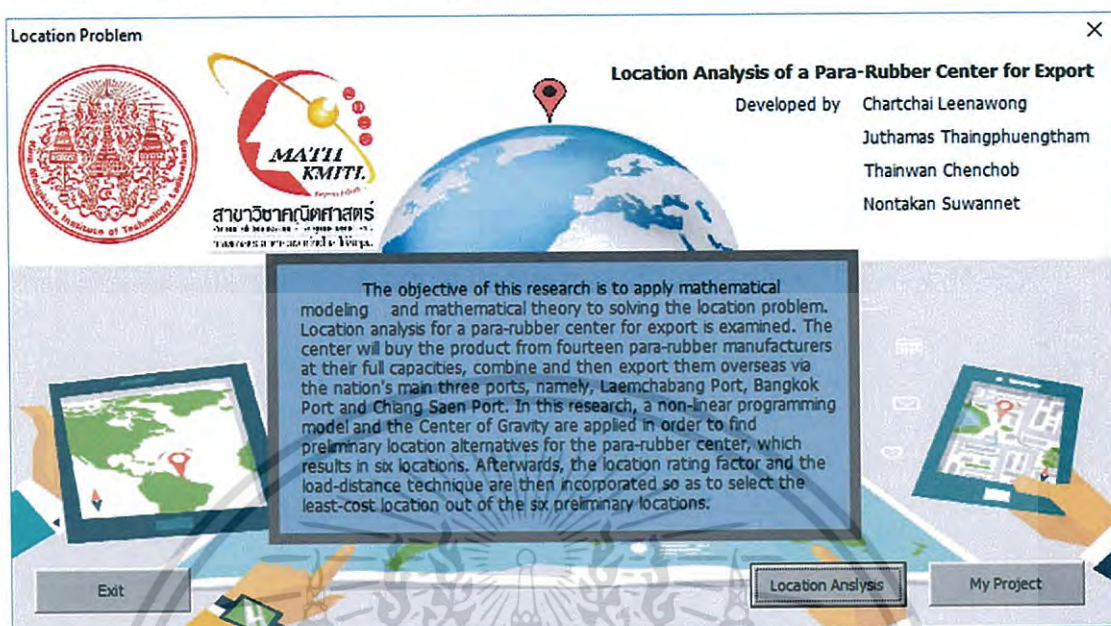 Location Problem
Location Analysis of a Para-Rubber Center for Export
Developed by Chartchai Leenawong
Juthamas Thaingphuengtham
Thainwan Chenchob
Nontakan Suwannet
King Mongkut's Institute of Technology Ladkrabang
MATH
KMITL
สาขาวิชาคณิตศาสตร์
The objective of this research is to apply mathematical
modeling and mathematical theory to solving the location problem.
Location analysis for a para-rubber center for export is examined. The
center will buy the product from fourteen para-rubber manufacturers
at their full capacities, combine and then export them overseas via
the nation's main three ports, namely, Laemchabang Port, Bangkok
Port and Chiang Saen Port. In this research, a non-linear programming
model and the Center of Gravity are applied in order to find
preliminary location alternatives for the para-rubber center, which
results in six locations. Afterwards, the location rating factor and the
load-distance technique are then incorporated so as to select the
least-cost location out of the six preliminary locations.
Exit
Location Anslysis
My Project